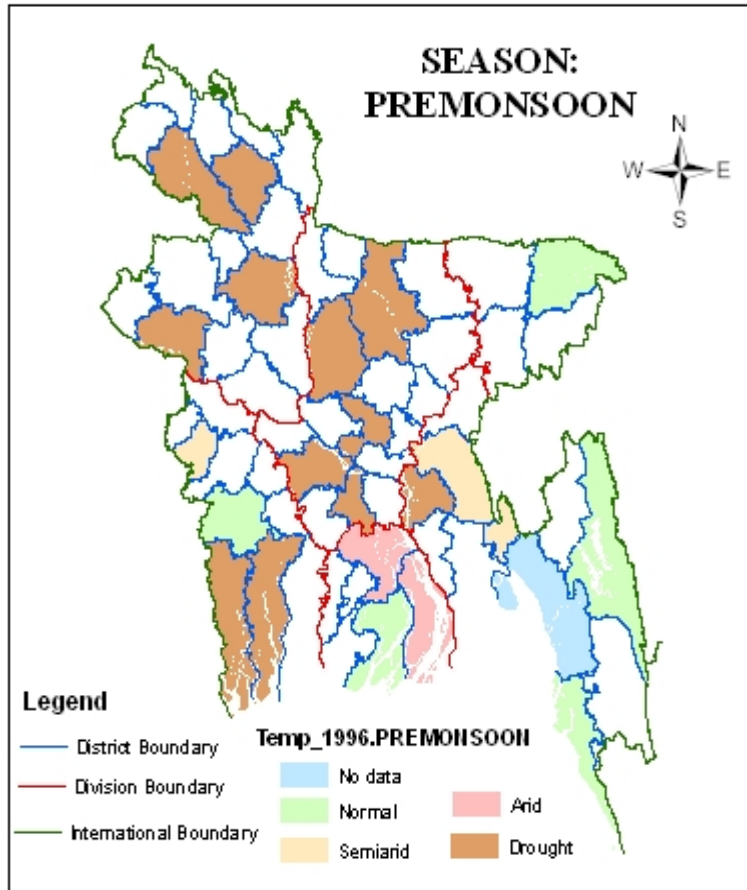 SEASON:
PREMONSOON
N
W E
S
Legend
District Boundary
Division Boundary
International Boundary
Temp_1996.PREMONSOON
No data
Normal
Semiarid
Arid
Drought